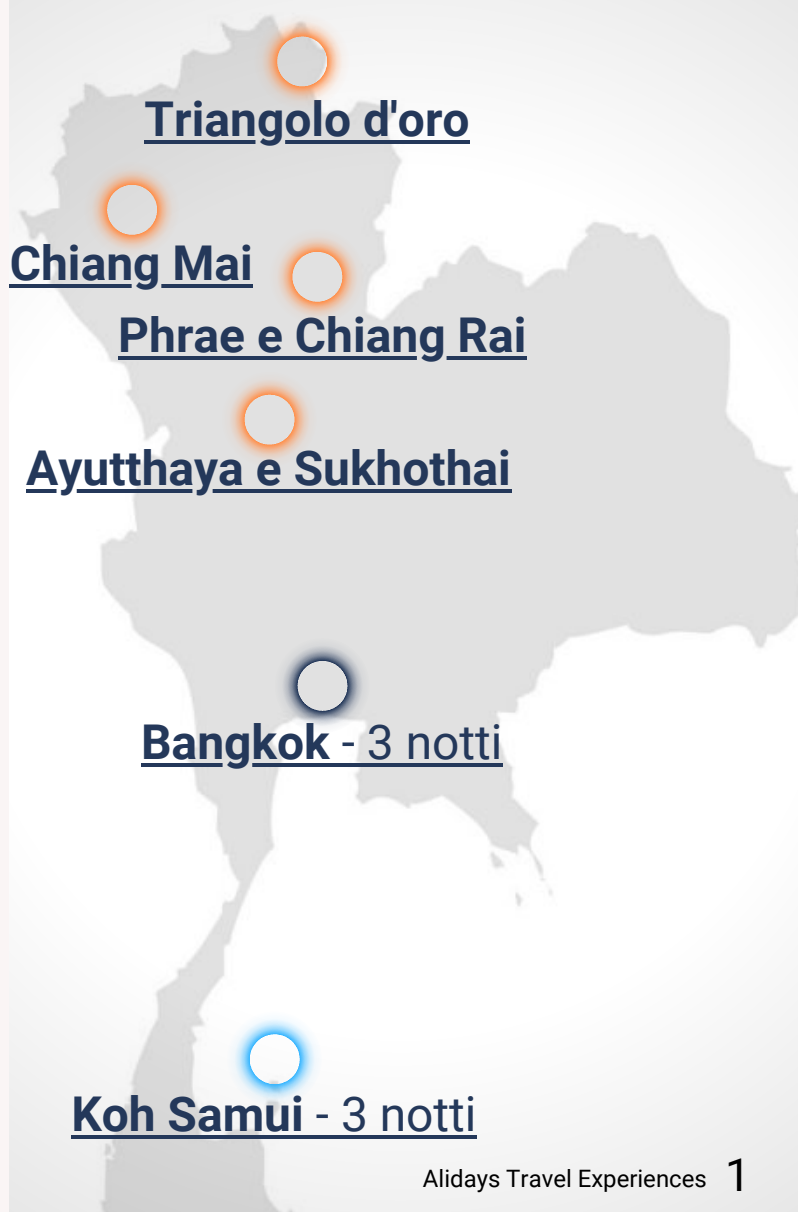 Triangolo d'oro
Chiang Mai
Phrae e Chiang Rai
Ayutthaya e Sukhothai
Bangkok - 3 notti
Koh Samui - 3 notti
Alidays Travel Experiences 1